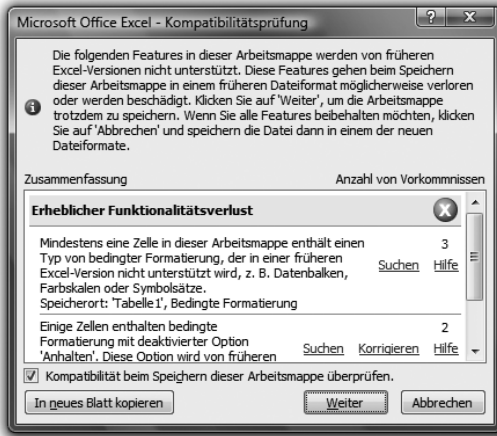 Microsoft Office Excel - Kompatibilitätsprüfung
Die folgenden Features in dieser Arbeitsmappe werden von früheren
Excel-Versionen nicht unterstützt. Diese Features gehen beim Speichern
dieser Arbeitsmappe in einem früheren Dateiformat möglicherweise verloren
oder werden beschädigt. Klicken Sie auf 'Weiter', um die Arbeitsmappe
trotzdem zu speichern. Wenn Sie alle Features beibehalten möchten, klicken
Sie auf 'Abbrechen' und speichern die Datei dann in einem der neuen
Dateiformate.
Zusammenfassung Anzahl von Vorkommnissen
Erheblicher Funktionalitätsverlust
Mindestens eine Zelle in dieser Arbeitsmappe enthält einen 3
Typ von bedingter Formatierung, der in einer früheren
Excel-Version nicht unterstützt wird, z. B. Datenbalken, Suchen Hilfe
Farbskalen oder Symbolsätze.
Speicherort: 'Tabelle1', Bedingte Formatierung
Einige Zellen enthalten bedingte 2
Formatierung mit deaktivierter Option Suchen Korrigieren Hilfe
'Anhalten'. Diese Option wird von früheren
Kompatibilität beim Speichern dieser Arbeitsmappe überprüfen.
In neues Blatt kopieren Weiter Abbrechen